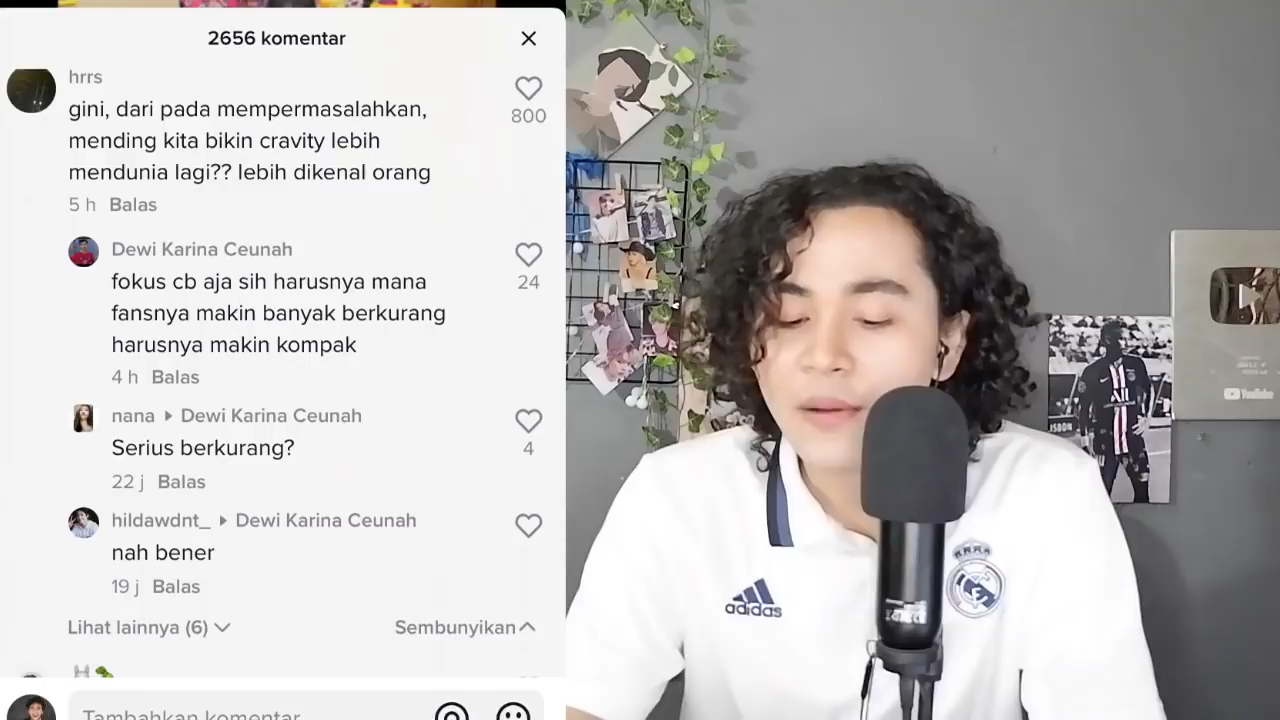 2656 komentar
hrrs
gini, dari pada mempermasalahkan,
mending kita bikin cravity lebih
mendunia lagi?? lebih dikenal orang
800
5 h Balas
Dewi Karina Ceunah
fokus cb aja sih harusnya mana
fansnya makin banyak berkurang
harusnya makin kompak
24
4 h Balas
nana Dewi Karina Ceunah
Serius berkurang?
4
22 j Balas
hildawdnt_ Dewi Karina Ceunah
nah bener
19 j Balas
Lihat lainnya (6) Sembunyikan
Tambahkan komentar
adidas
ISBON
YouTube